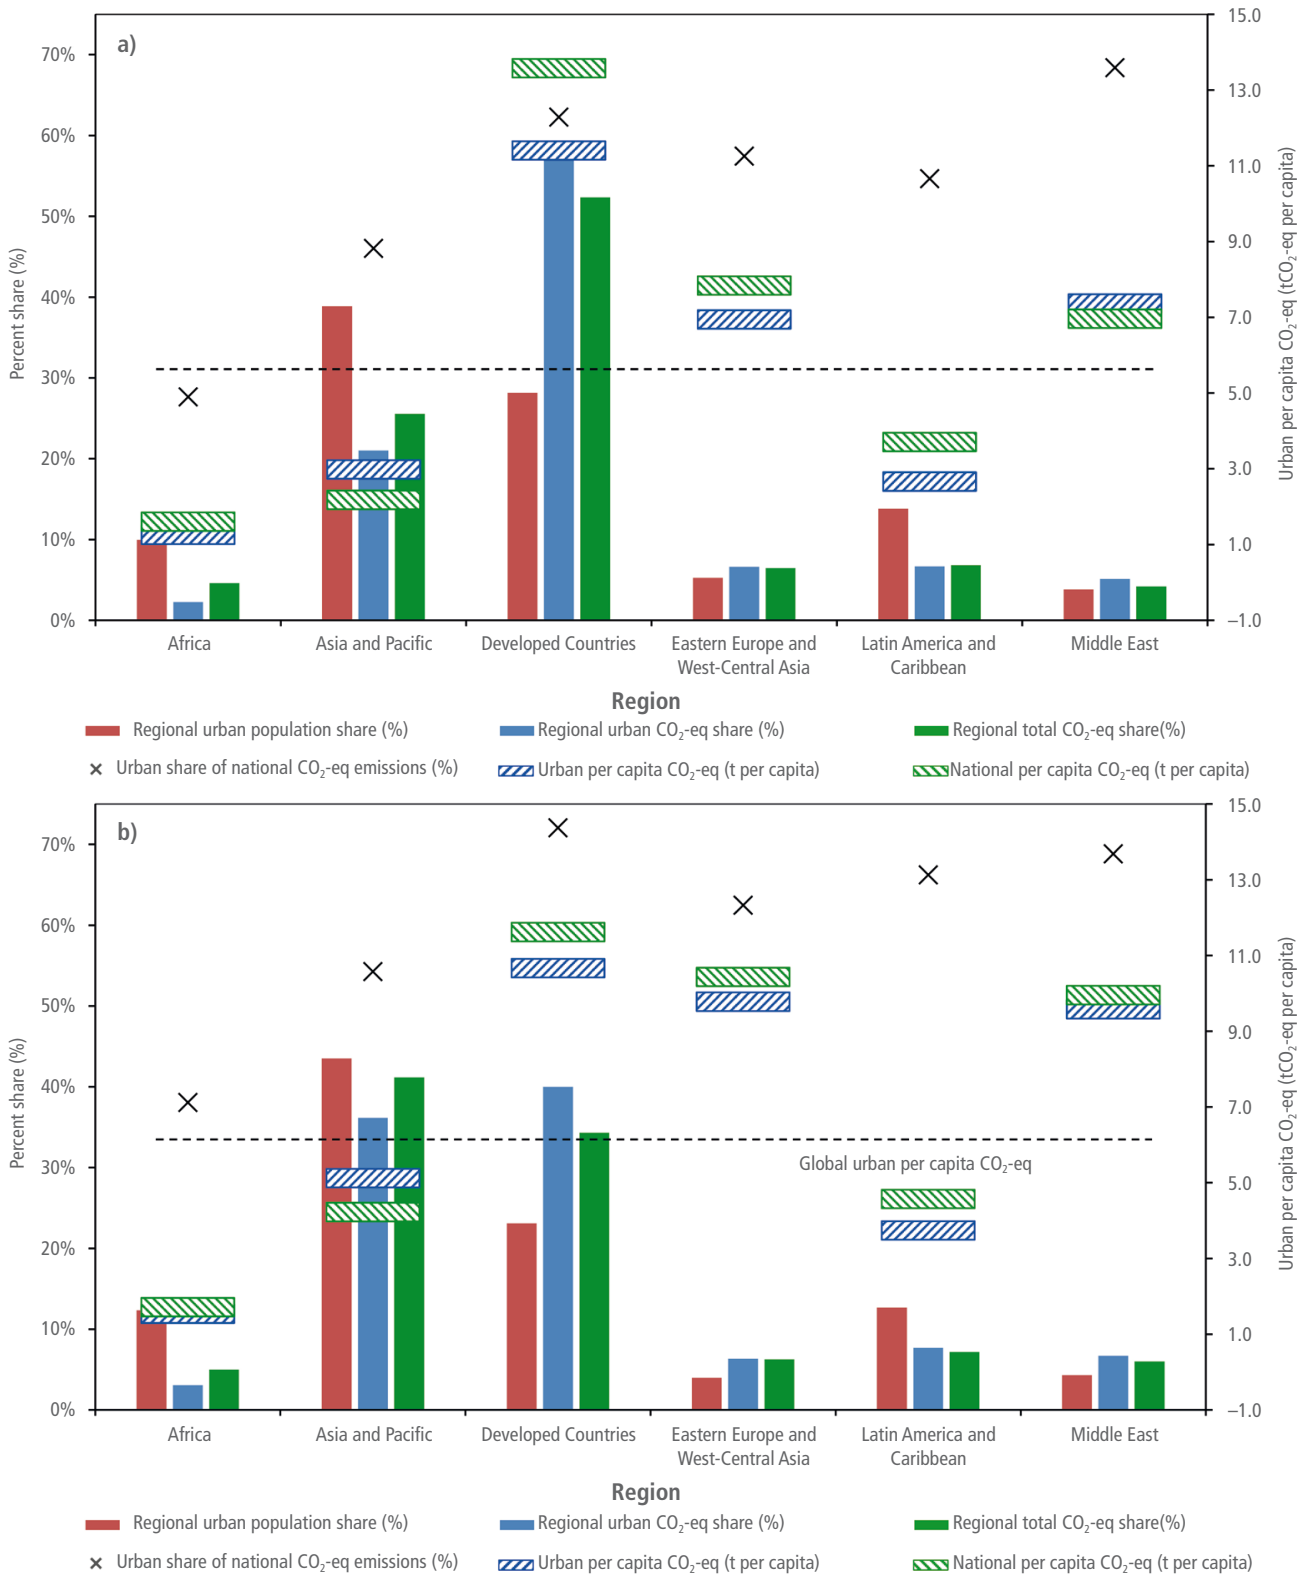 a)
70%
60%
50%
40%
30%
20%
10%
0%
Percent share (%)
15.0
13.0
11.0
9.0
7.0
5.0
3.0
1.0
–1.0
Urban per capita CO₂-eq (tCO₂-eq per capita)
Africa
Asia and Pacific
Developed Countries
Eastern Europe and
West-Central Asia
Latin America and
Caribbean
Middle East
Region
Regional urban population share (%)
Regional urban CO₂-eq share (%)
Regional total CO₂-eq share(%)
Urban share of national CO₂-eq emissions (%)
Urban per capita CO₂-eq (t per capita)
National per capita CO₂-eq (t per capita)
b)
70%
60%
50%
40%
30%
20%
10%
0%
Percent share (%)
15.0
13.0
11.0
9.0
7.0
5.0
3.0
1.0
–1.0
Urban per capita CO₂-eq (tCO₂-eq per capita)
Global urban per capita CO₂-eq
Africa
Asia and Pacific
Developed Countries
Eastern Europe and
West-Central Asia
Latin America and
Caribbean
Middle East
Region
Regional urban population share (%)
Regional urban CO₂-eq share (%)
Regional total CO₂-eq share(%)
Urban share of national CO₂-eq emissions (%)
Urban per capita CO₂-eq (t per capita)
National per capita CO₂-eq (t per capita)